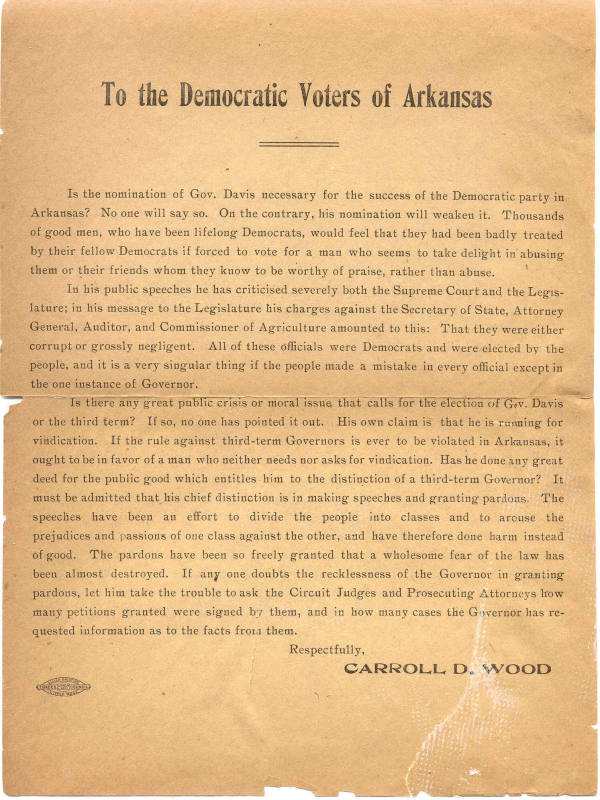 To the Democratic Voters of Arkansas
Is the nomination of Gov. Davis necessary for the success of the Democratic party in
Arkansas? No one will say so. On the contrary, his nomination will weaken it. Thousands
of good men, who have been lifelong Democrats, would feel that they had been badly treated
by their fellow Democrats if forced to vote for a man who seems to take delight in abusing
them or their friends whom they know to be worthy of praise, rather than abuse.
In his public speeches he has criticised severely both the Supreme Court and the Legis-
lature; in his message to the Legislature his charges against the Secretary of State, Attorney
General, Auditor, and Commissioner of Agriculture amounted to this: That they were either
corrupt or grossly negligent. All of these officials were Democrats and were elected by the
people, and it is a very singular thing if the people made a mistake in every official except in
the one instance of Governor.
Is there any great public crisis or moral issue that calls for the election of Gov. Davis
or the third term? If so, no one has pointed it out. His own claim is that he is running for
vindication. If the rule against third-term Governors is ever to be violated in Arkansas, it
ought to be in favor of a man who neither needs nor asks for vindication. Has he done any great
deed for the public good which entitles him to the distinction of a third-term Governor? It
must be admitted that his chief distinction is in making speeches and granting pardons. The
speeches have been an effort to divide the people into classes and to arouse the
prejudices and passions of one class against the other, and have therefore done harm instead
of good. The pardons have been so freely granted that a wholesome fear of the law has
been almost destroyed. If any one doubts the recklessness of the Governor in granting
pardons, let him take the trouble to ask the Circuit Judges and Prosecuting Attorneys how
many petitions granted were signed by them, and in how many cases the Governor has re-
quested information as to the facts from them.
Respectfully,
CARROLL D. WOOD